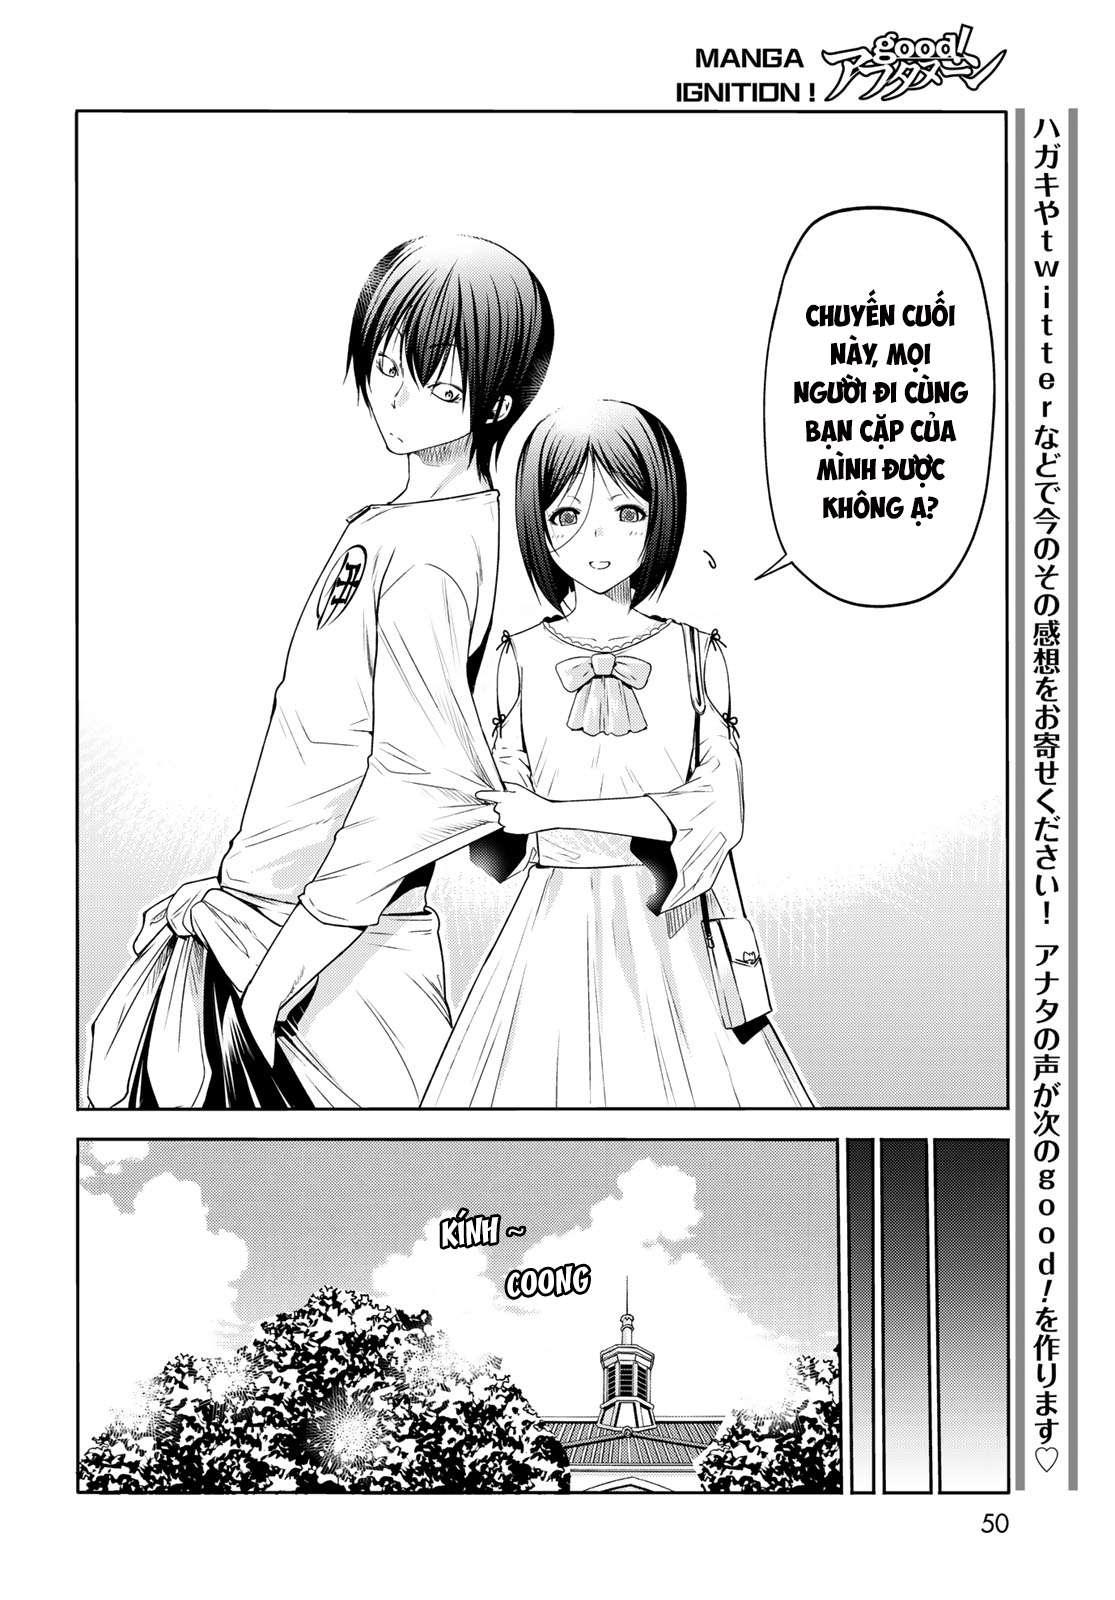 MANGA
IGNITION !
good!
アフタヌーン
ハガキやtwitterなどで今のその感想をお寄せください！ アナタの声が次のgood!を作ります♡
CHUYẾN CUỐI
NÀY, MỌI
NGƯỜI ĐI CÙNG
BẠN CẶP CỦA
MÌNH ĐƯỢC
KHÔNG Ạ?
KÍNH ~
COONG
50